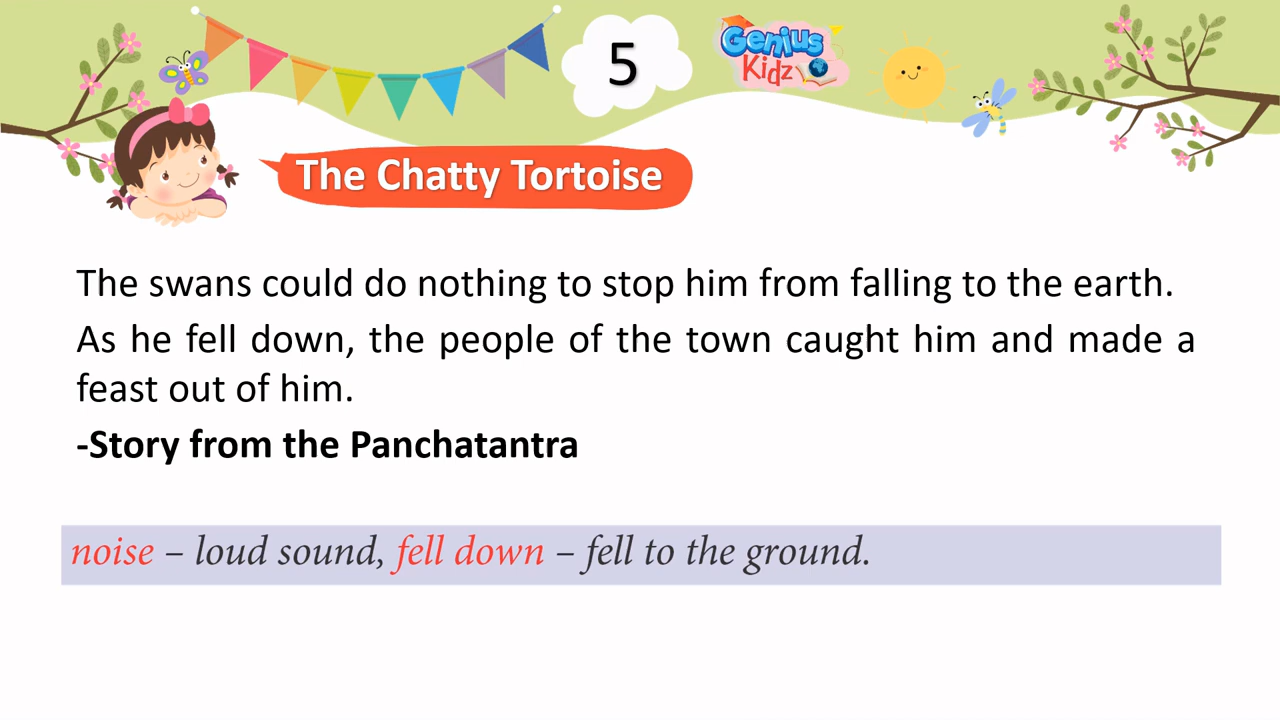 5
Genius
Kidz
The Chatty Tortoise
The swans could do nothing to stop him from falling to the earth.
As he fell down, the people of the town caught him and made a
feast out of him.
-Story from the Panchatantra
noise – loud sound, fell down – fell to the ground.